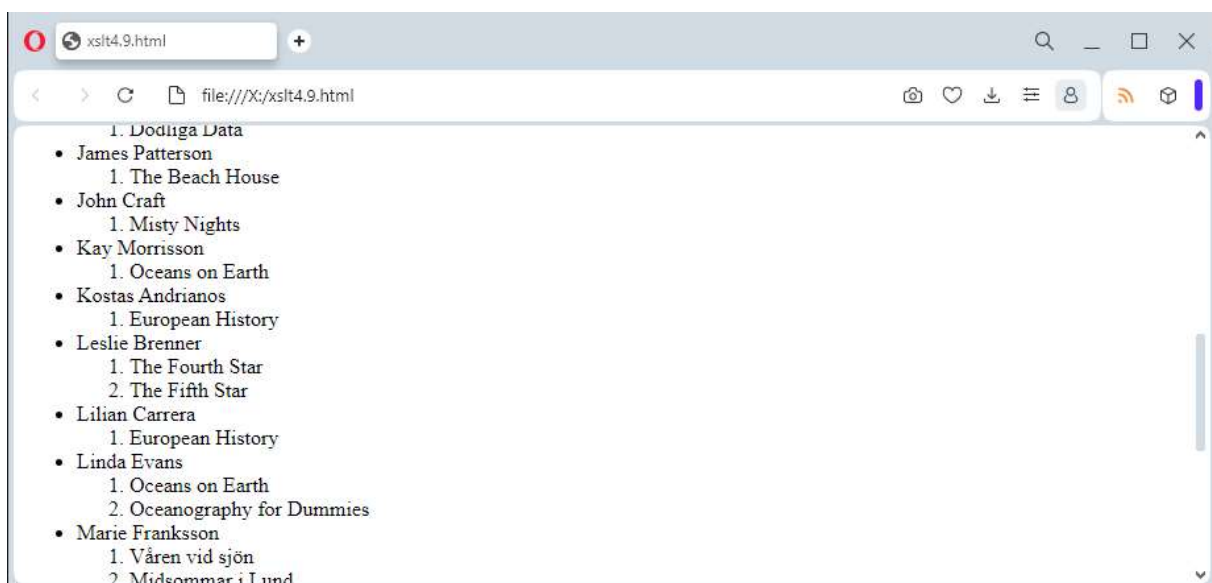 xslt4.9.html
file:///X:/xslt4.9.html
1. Dödliga Data
• James Patterson
1. The Beach House
• John Craft
1. Misty Nights
• Kay Morrisson
1. Oceans on Earth
• Kostas Andrianos
1. European History
• Leslie Brenner
1. The Fourth Star
2. The Fifth Star
• Lilian Carrera
1. European History
• Linda Evans
1. Oceans on Earth
2. Oceanography for Dummies
• Marie Franksson
1. Våren vid sjön
2. Midsommar i Lund